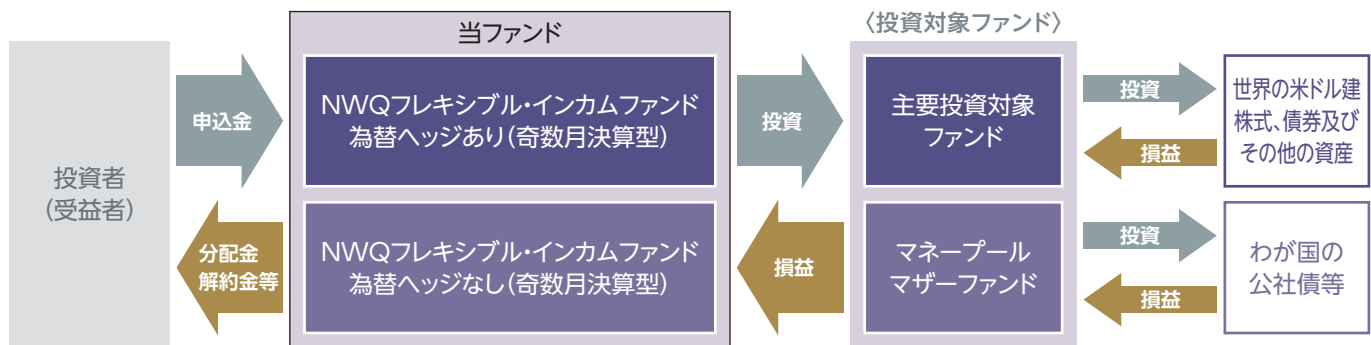 投資者
(受益者)
申込金
分配金
解約金等
当ファンド
NWQフレキシブル・インカムファンド
為替ヘッジあり(奇数月決算型)
NWQフレキシブル・インカムファンド
為替ヘッジなし(奇数月決算型)
投資
損益
〈投資対象ファンド〉
主要投資対象
ファンド
マネープール
マザーファンド
投資
損益
投資
損益
世界の米ドル建
株式、債券及び
その他の資産
わが国の
公社債等